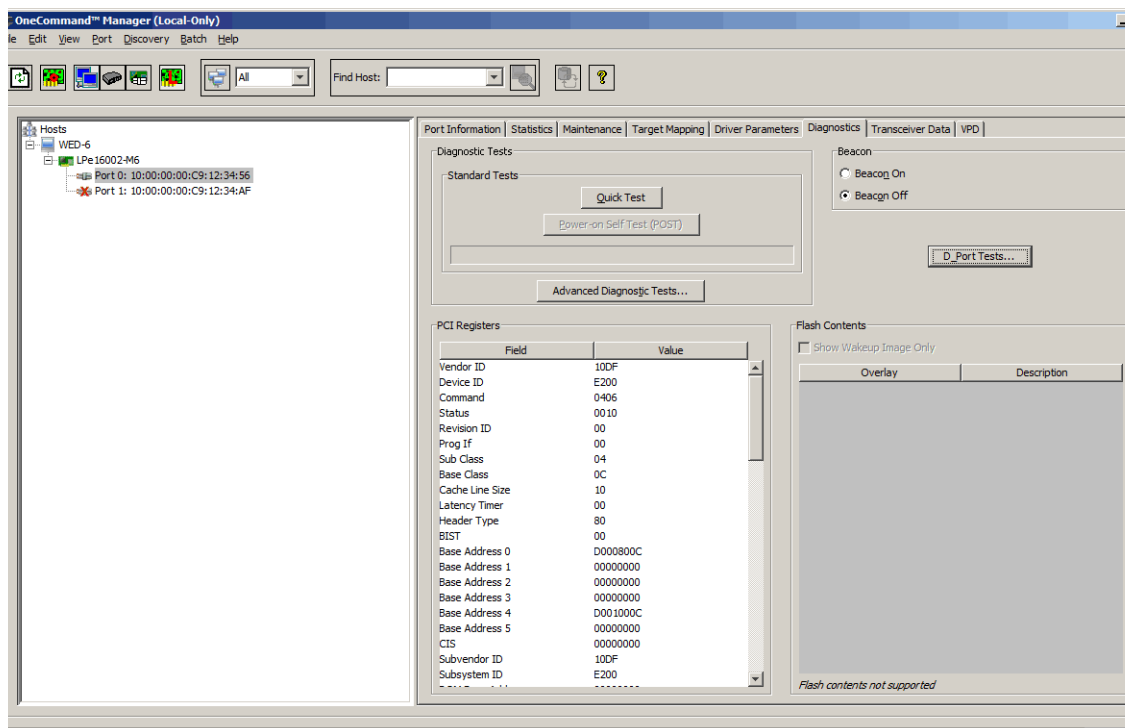 OneCommand™ Manager (Local-Only)
le Edit View Port Discovery Batch Help
All
Find Host:
Hosts
WED-6
LPe16002-M6
Port 0: 10:00:00:00:C9:12:34:56
Port 1: 10:00:00:00:C9:12:34:AF
Port Information Statistics Maintenance Target Mapping Driver Parameters Diagnostics Transceiver Data VPD
Diagnostic Tests
Standard Tests
Quick Test
Power-on Self Test (POST)
Advanced Diagnostic Tests...
Beacon
Beacon On
Beacon Off
D_Port Tests...
PCI Registers
Field Value
Vendor ID 10DF
Device ID E200
Command 0406
Status 0010
Revision ID 00
Prog If 00
Sub Class 04
Base Class 0C
Cache Line Size 10
Latency Timer 00
Header Type 80
BIST 00
Base Address 0 D000800C
Base Address 1 00000000
Base Address 2 00000000
Base Address 3 00000000
Base Address 4 D001000C
Base Address 5 00000000
CIS 00000000
Subvendor ID 10DF
Subsystem ID E200
Flash Contents
Show Wakeup Image Only
Overlay Description
Flash contents not supported